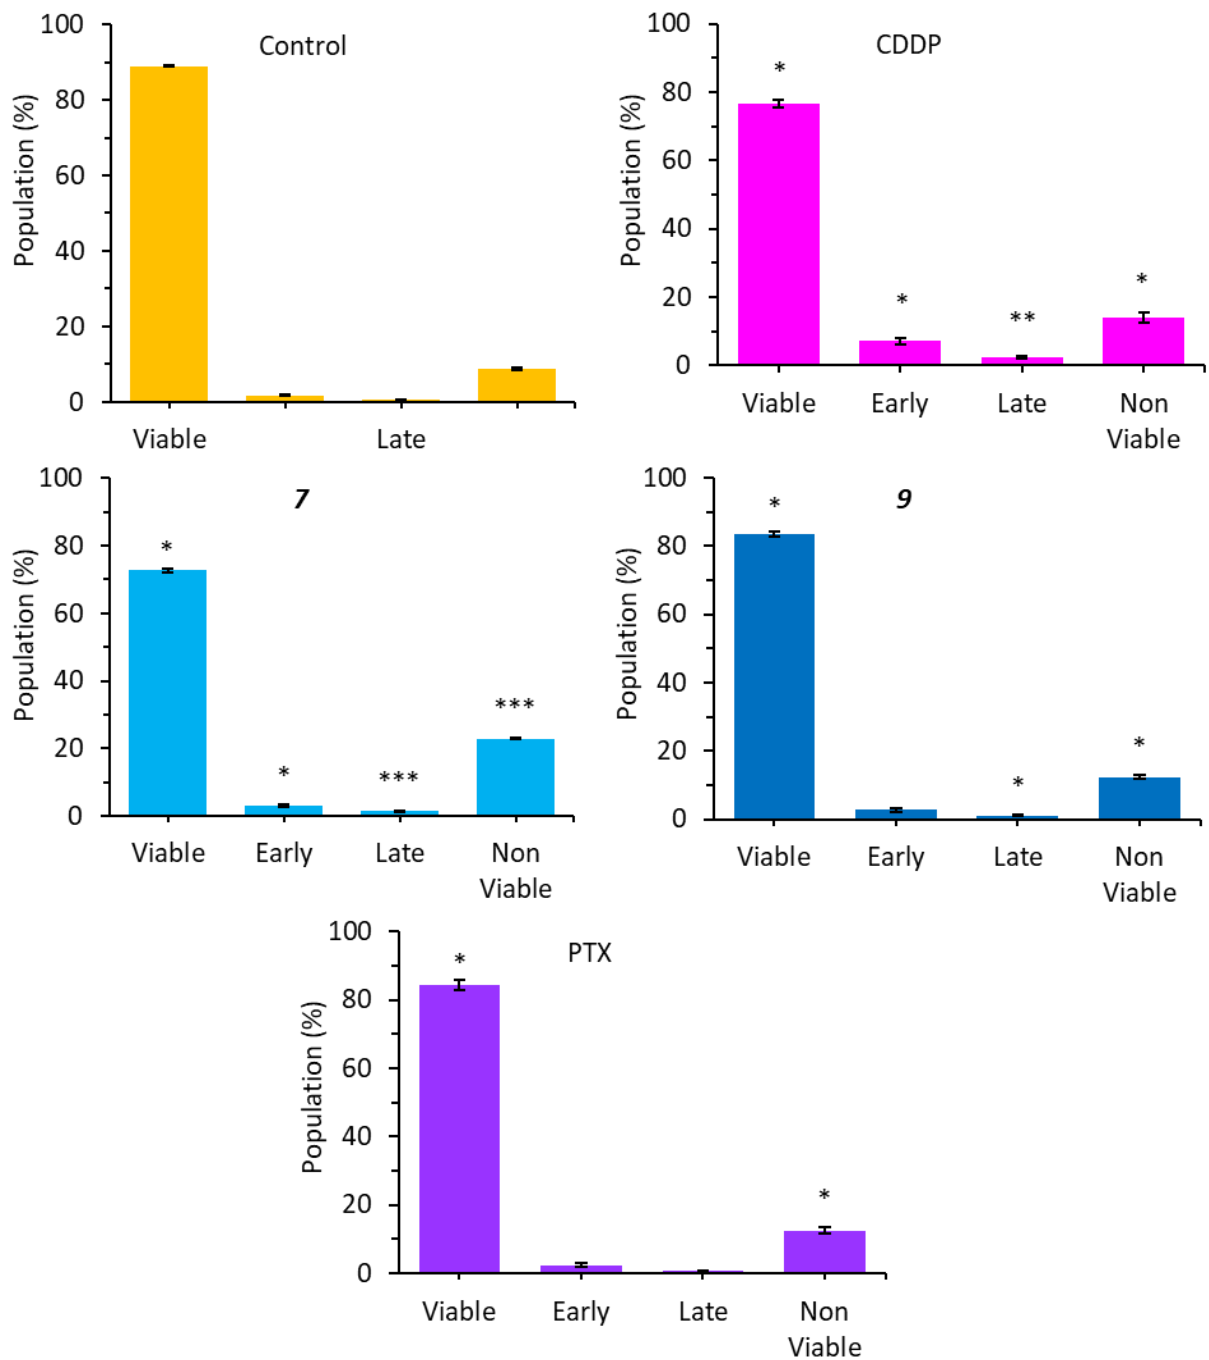 Control
Population (%)
100
80
60
40
20
0
Viable Late
CDDP
Population (%)
100
80
60
40
20
0
*
*
**
*
Viable Early Late Non
Viable
7
Population (%)
100
80
60
40
20
0
*
*
***
***
Viable Early Late Non
Viable
9
Population (%)
100
80
60
40
20
0
*
*
*
Viable Early Late Non
Viable
PTX
Population (%)
100
80
60
40
20
0
*
*
Viable Early Late Non
Viable